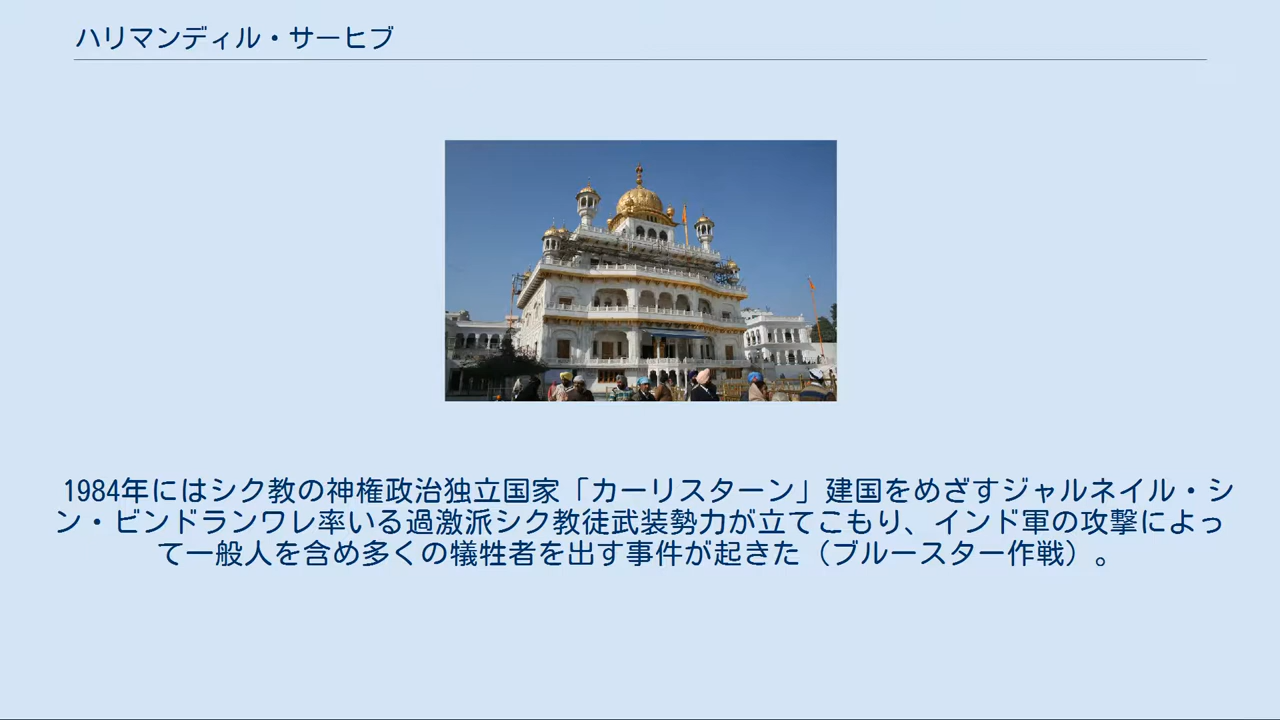 ハリマンディル・サーヒブ
1984年にはシク教の神権政治独立国家「カーリスターン」建国をめざすジャルネイル・シ
ン・ビンドランワレ率いる過激派シク教徒武装勢力が立てこもり、インド軍の攻撃によっ
て一般人を含め多くの犠牲者を出す事件が起きた（ブルースター作戦）。